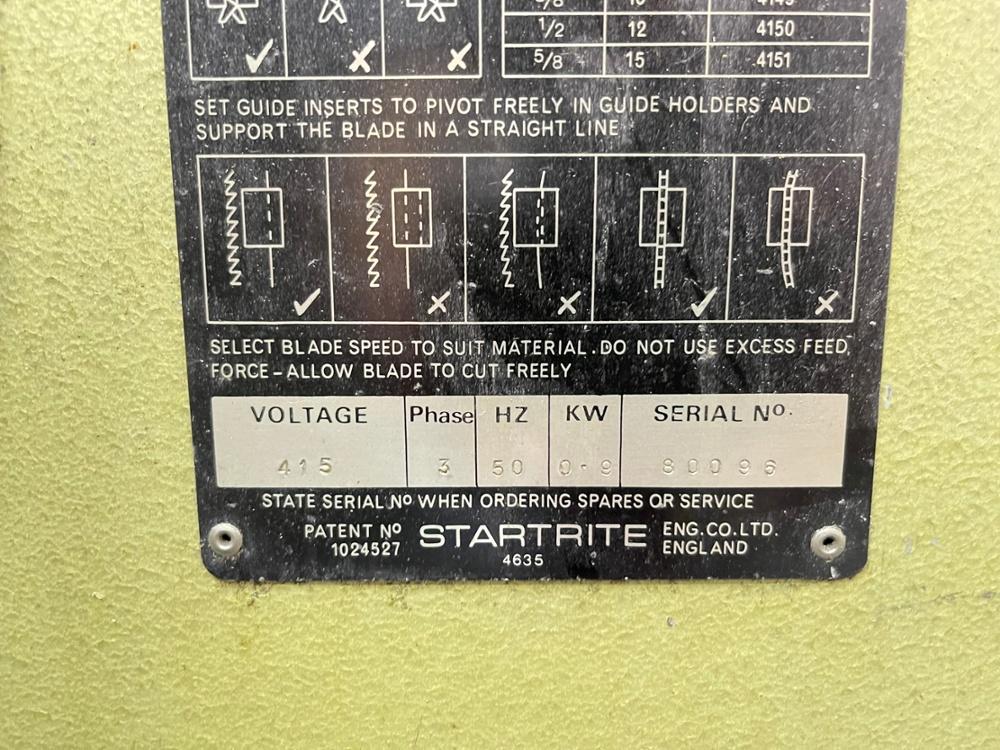 1/2 12 4150
5/8 15 4151
SET GUIDE INSERTS TO PIVOT FREELY IN GUIDE HOLDERS AND
SUPPORT THE BLADE IN A STRAIGHT LINE
SELECT BLADE SPEED TO SUIT MATERIAL. DO NOT USE EXCESS FEED
FORCE - ALLOW BLADE TO CUT FREELY
VOLTAGE Phase HZ KW SERIAL No.
415 3 50 0.9 80096
STATE SERIAL No WHEN ORDERING SPARES OR SERVICE
PATENT No
1024527
STARTRITE
4635
ENG.CO.LTD.
ENGLAND